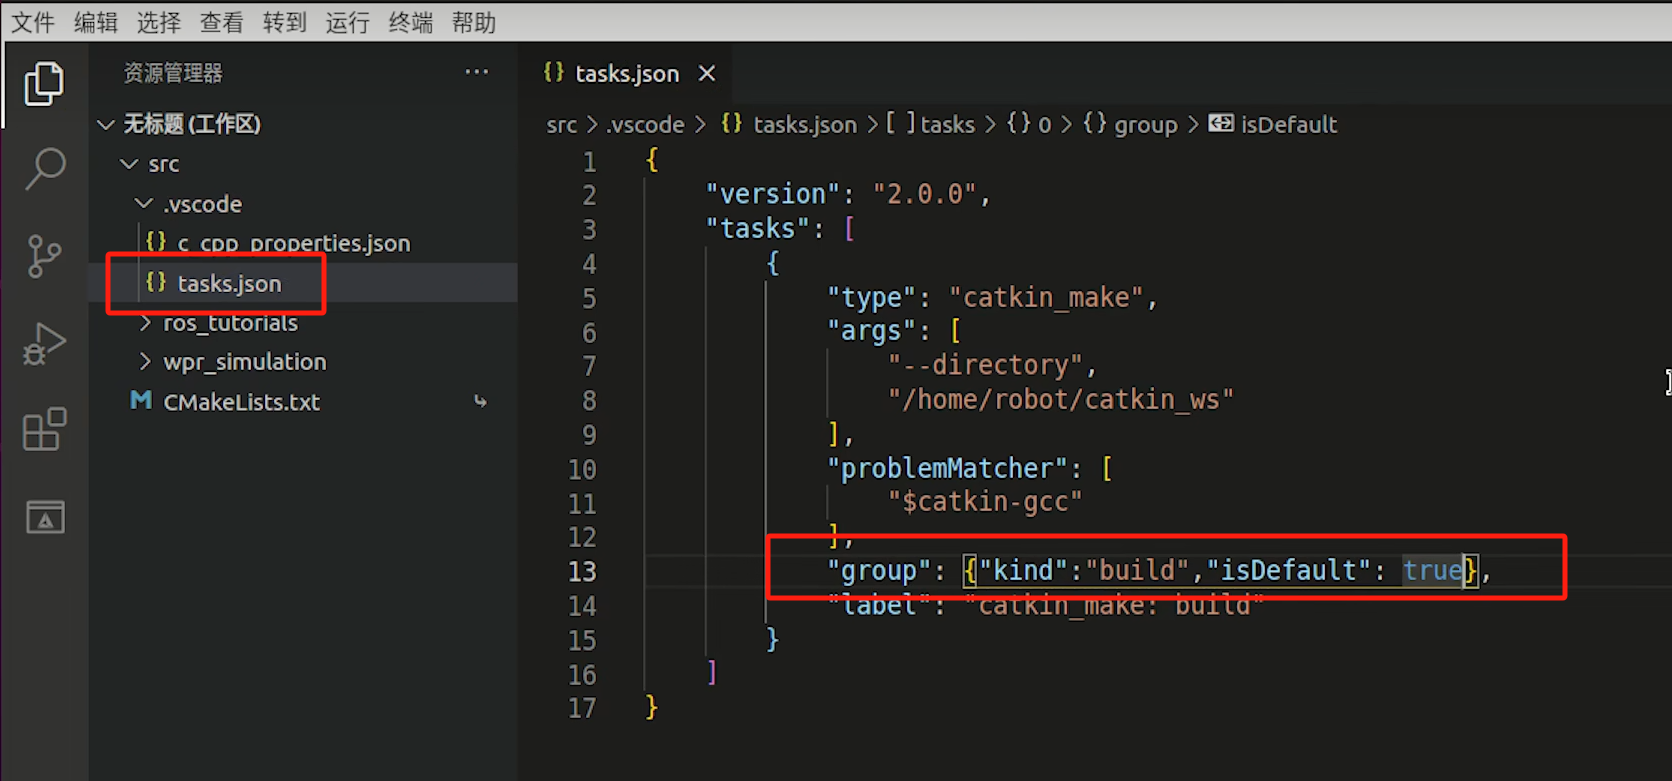 文件 编辑 选择 查看 转到 运行 终端 帮助
资源管理器 ···
无标题 (工作区)
src
.vscode
{} c_cpp_properties.json
{} tasks.json
ros_tutorials
wpr_simulation
M CMakeLists.txt
{} tasks.json ×
src > .vscode > {} tasks.json > [ ] tasks > {} 0 > {} group > isDefault
1 {
2 "version": "2.0.0",
3 "tasks": [
4 {
5 "type": "catkin_make",
6 "args": [
7 "--directory",
8 "/home/robot/catkin_ws"
9 ],
10 "problemMatcher": [
11 "$catkin-gcc"
12 ],
13 "group": {"kind":"build","isDefault": true},
14 "label": "catkin_make: build"
15 }
16 ]
17 }